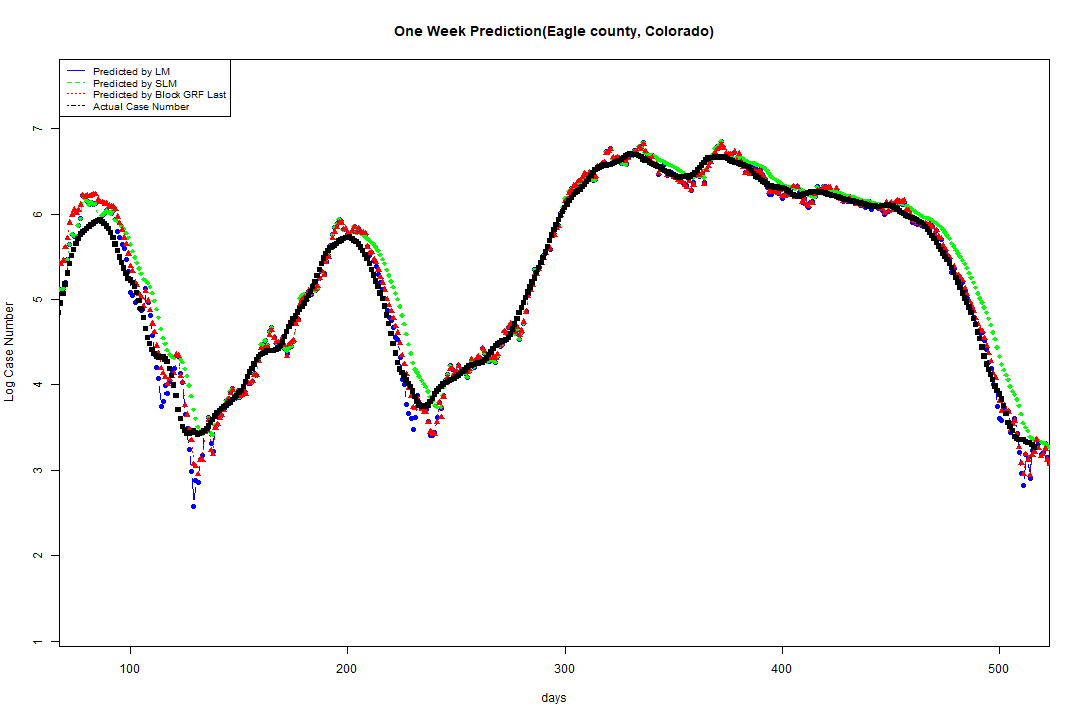 One Week Prediction(Eagle county, Colorado)
Predicted by LM
Predicted by SLM
Predicted by Block GRF Last
Actual Case Number
Log Case Number
7
6
5
4
3
2
1
100 200 300 400 500
days